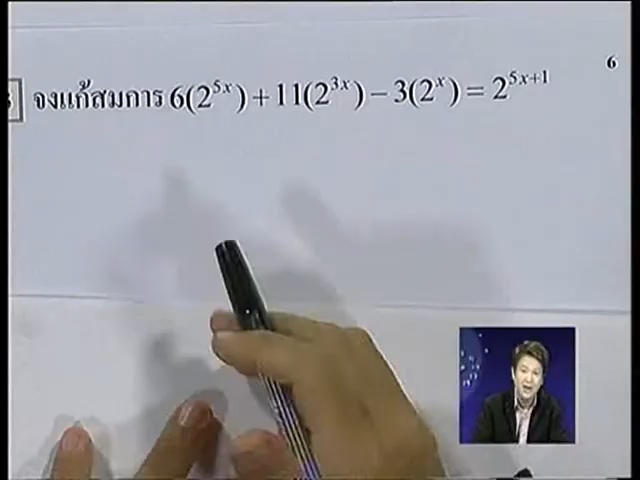 6
จงแก้สมการ 6(2^{5x}) + 11(2^{3x}) − 3(2^{x}) = 2^{5x+1}